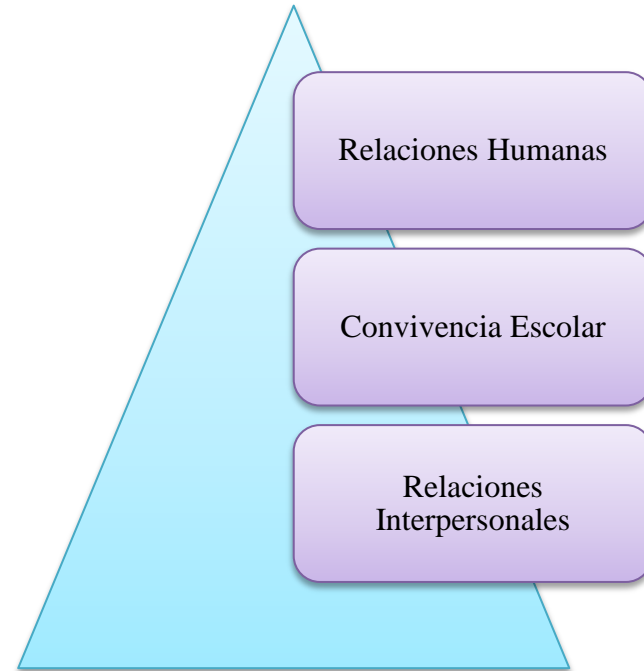 Relaciones Humanas
Convivencia Escolar
Relaciones
Interpersonales